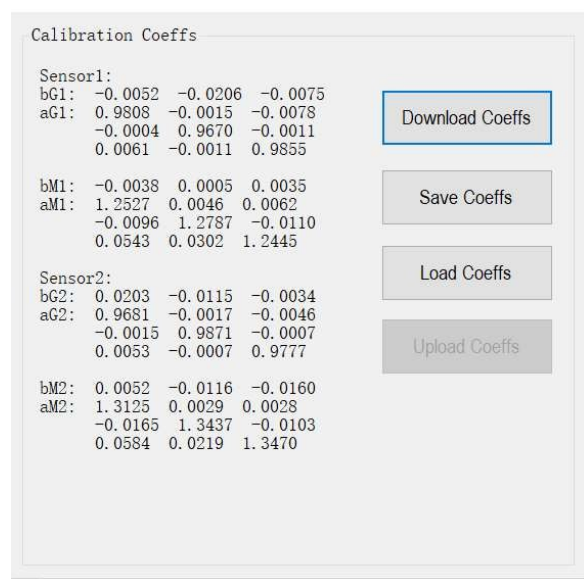 Calibration Coeffs
Sensor1:
bG1: -0.0052 -0.0206 -0.0075
aG1: 0.9808 -0.0015 -0.0078
-0.0004 0.9670 -0.0011
0.0061 -0.0011 0.9855
bM1: -0.0038 0.0005 0.0035
aM1: 1.2527 0.0046 0.0062
-0.0096 1.2787 -0.0110
0.0543 0.0302 1.2445
Sensor2:
bG2: 0.0203 -0.0115 -0.0034
aG2: 0.9681 -0.0017 -0.0046
-0.0015 0.9871 -0.0007
0.0053 -0.0007 0.9777
bM2: 0.0052 -0.0116 -0.0160
aM2: 1.3125 0.0029 0.0028
-0.0165 1.3437 -0.0103
0.0584 0.0219 1.3470
Download Coeffs
Save Coeffs
Load Coeffs
Upload Coeffs